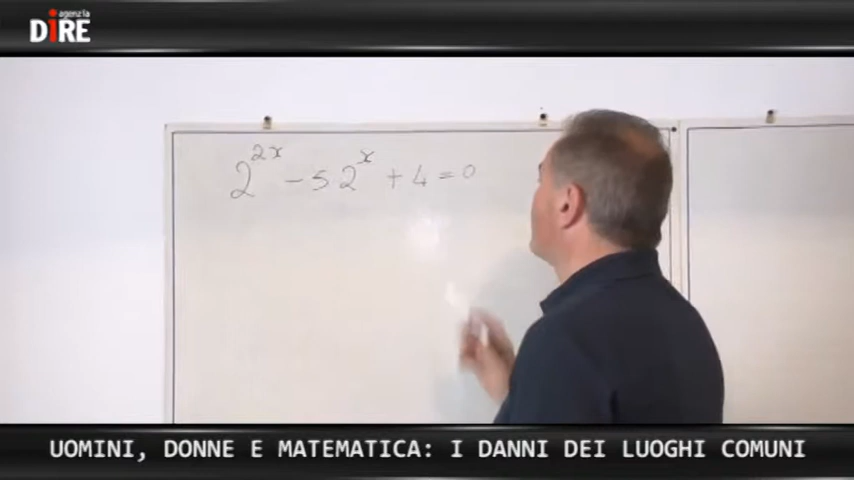 agenzia
DiRE
2^{2x} - 5 2^x + 4 = 0
UOMINI, DONNE E MATEMATICA: I DANNI DEI LUOGHI COMUNI